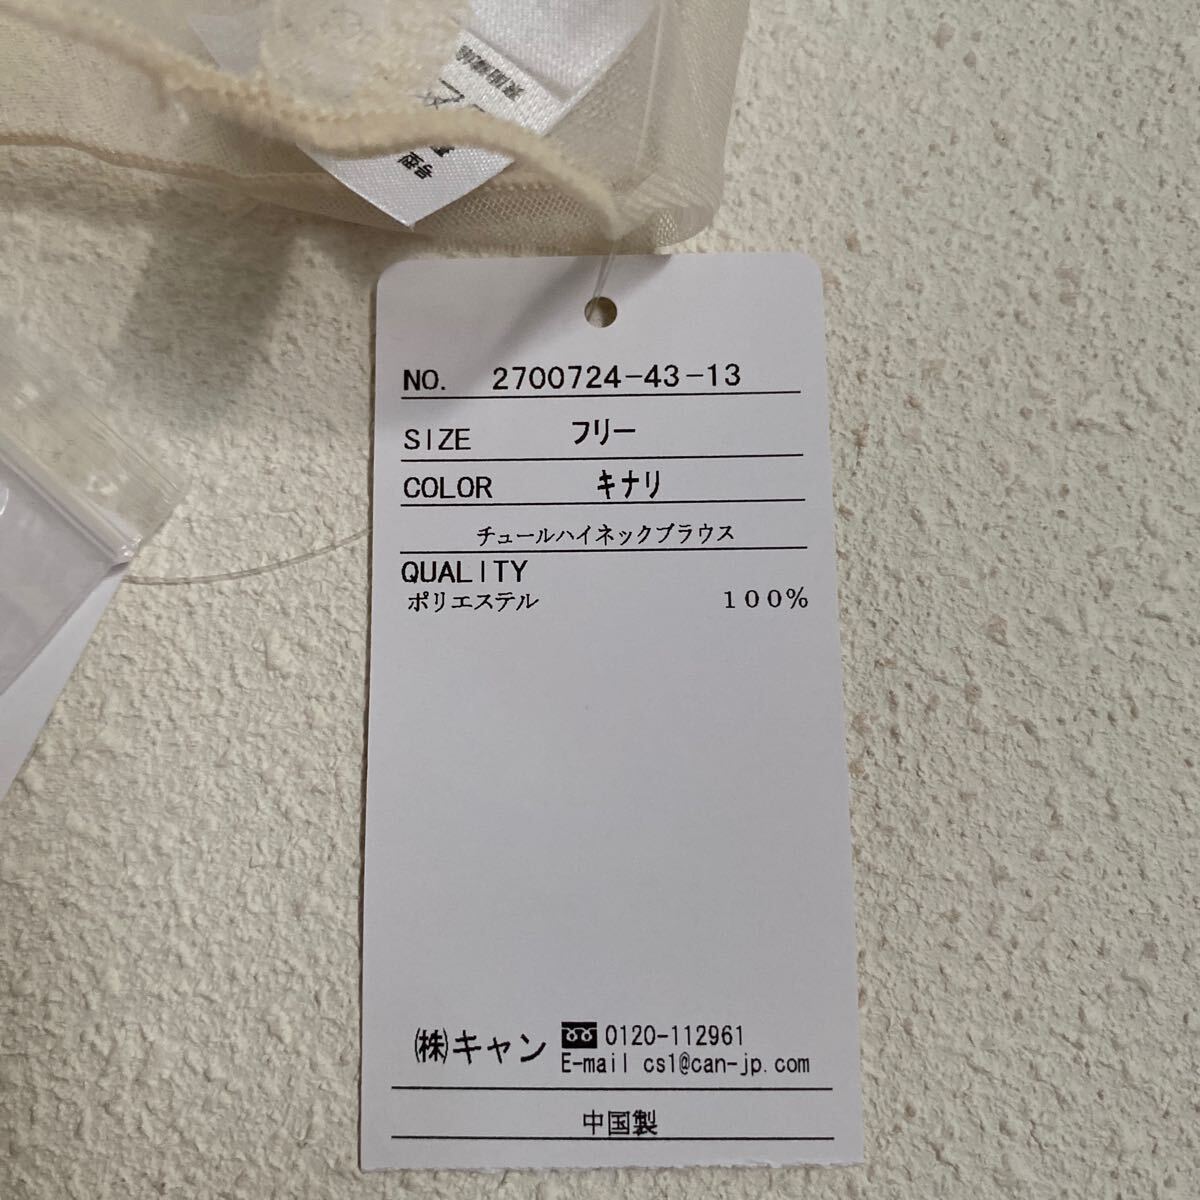 号型
NO. 2700724-43-13
SIZE フリー
COLOR キナリ
チュールハイネックブラウス
QUALITY
ポリエステル 100%
㈱キャン 0120-112961
E-mail cs1@can-jp.com
中国製